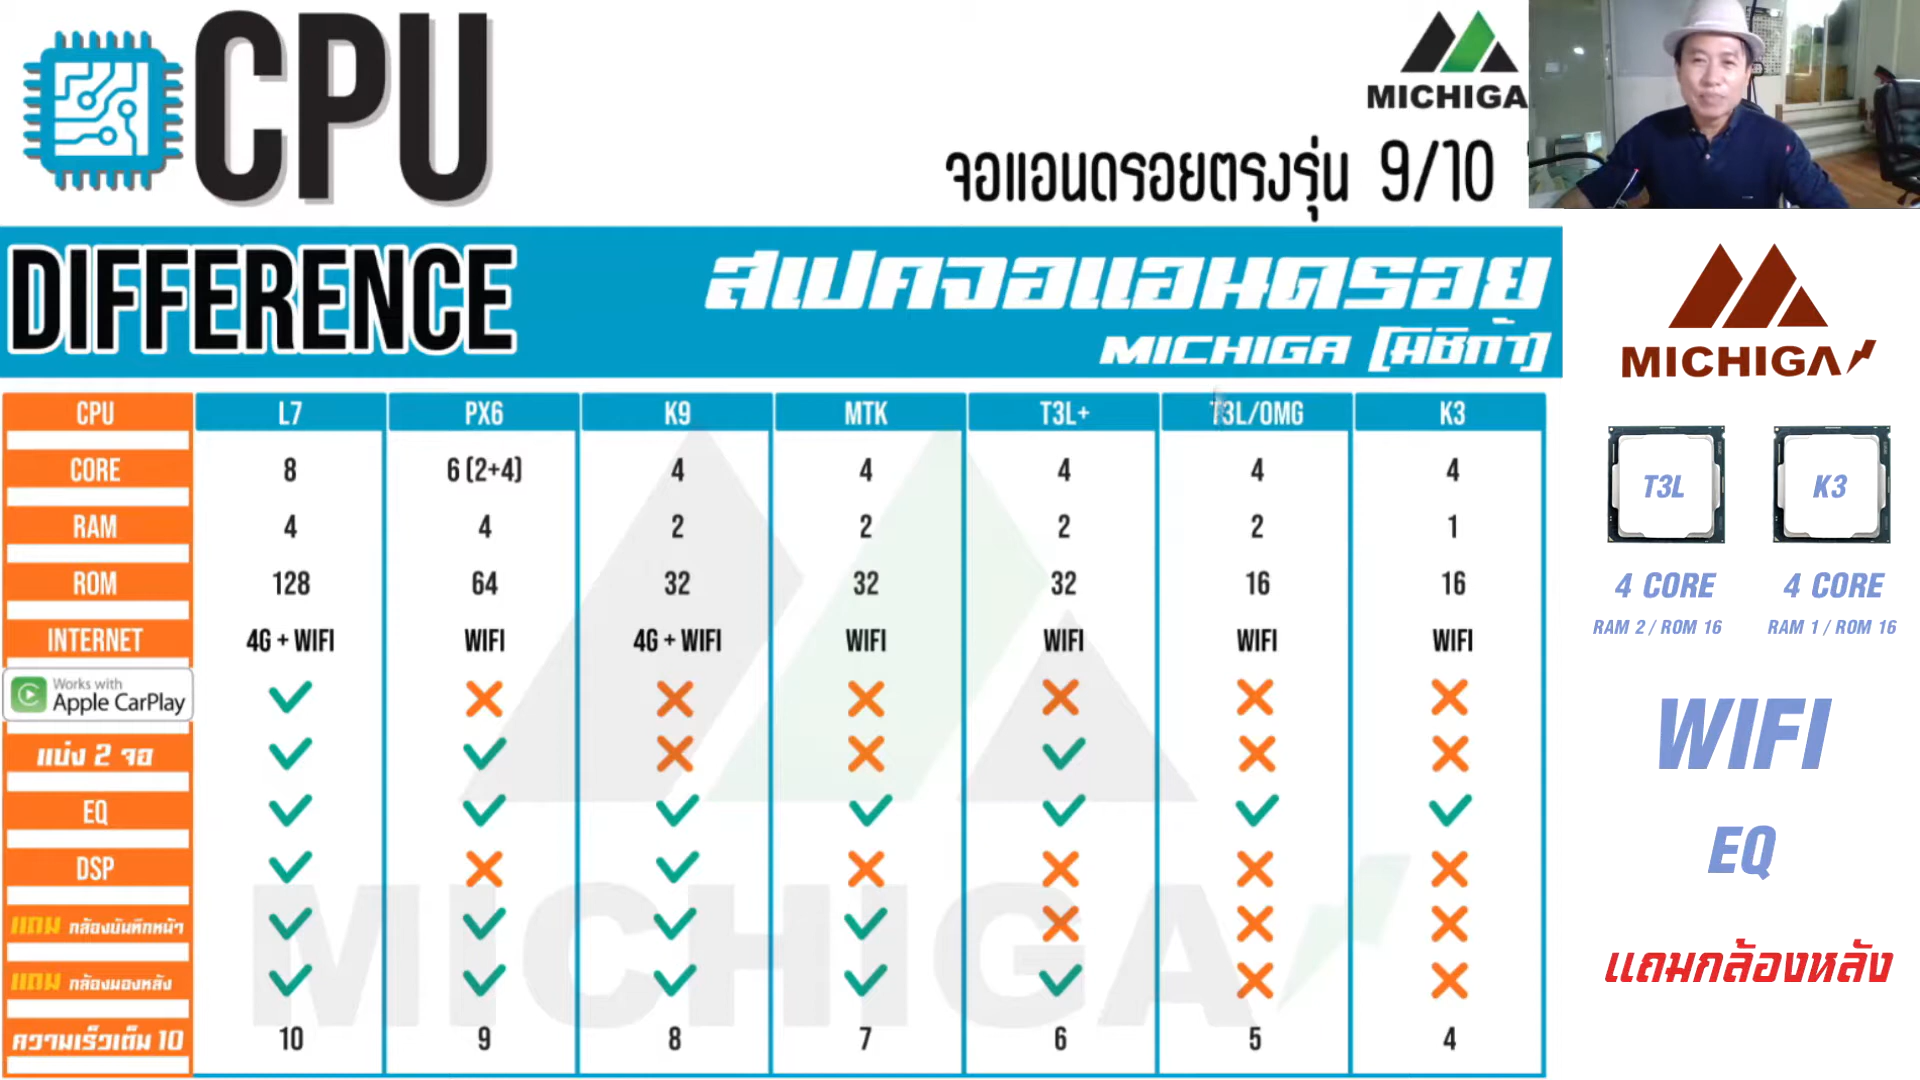 CPU
MICHIGA
จอแอนดรอยตรงรุ่น 9/10
DIFFERENCE
สเปคจอแอนดรอย
MICHIGA (มิชิก้า)
MICHIGA
CPU L7 PX6 K9 MTK T3L+ T3L/OMG K3
CORE 8 6 (2+4) 4 4 4 4 4
RAM 4 4 2 2 2 2 1
ROM 128 64 32 32 32 16 16
INTERNET 4G + WIFI WIFI 4G + WIFI WIFI WIFI WIFI WIFI
Works with
Apple CarPlay
แบ่ง 2 จอ
EQ
DSP
แถม กล้องบันทึกหน้า
แถม กล้องมองหลัง
ความเร็วเต็ม 10 10 9 8 7 6 5 4
MICHIGA
T3L K3
4 CORE 4 CORE
RAM 2 / ROM 16 RAM 1 / ROM 16
WIFI
EQ
แถมกล้องหลัง